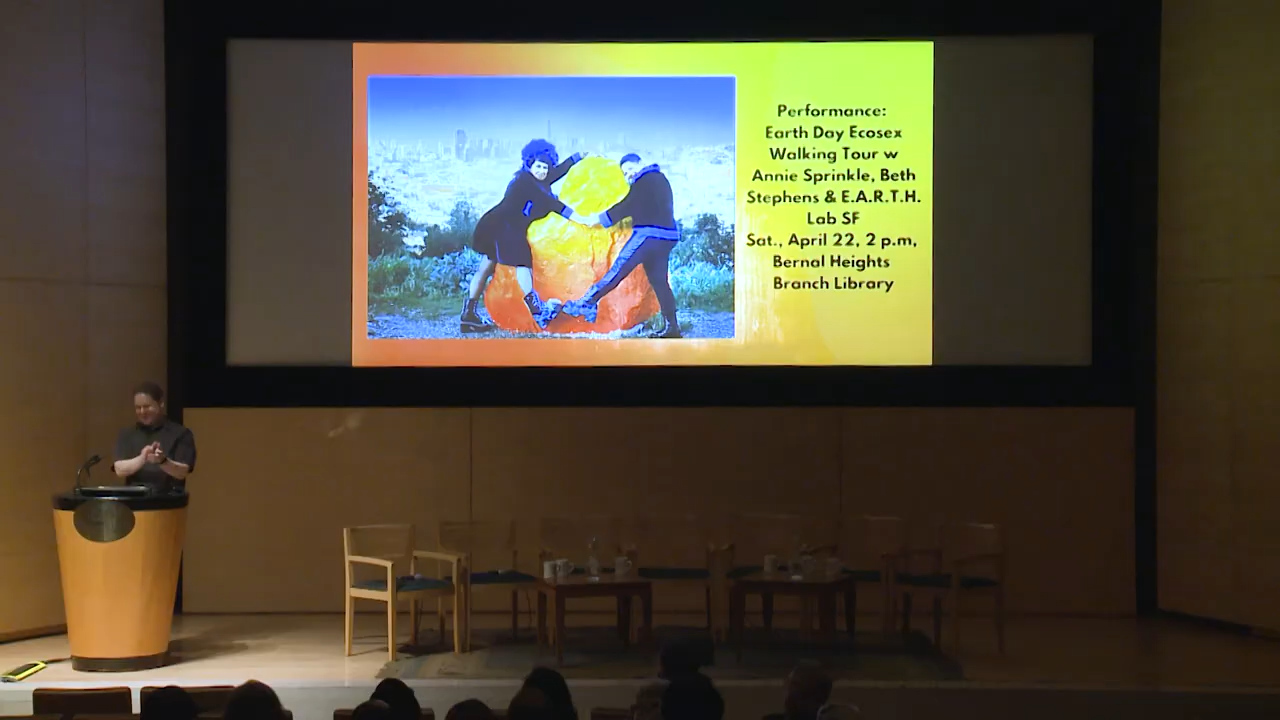 Performance:
Earth Day Ecosex
Walking Tour w
Annie Sprinkle, Beth
Stephens & E.A.R.T.H.
Lab SF
Sat., April 22, 2 p.m,
Bernal Heights
Branch Library